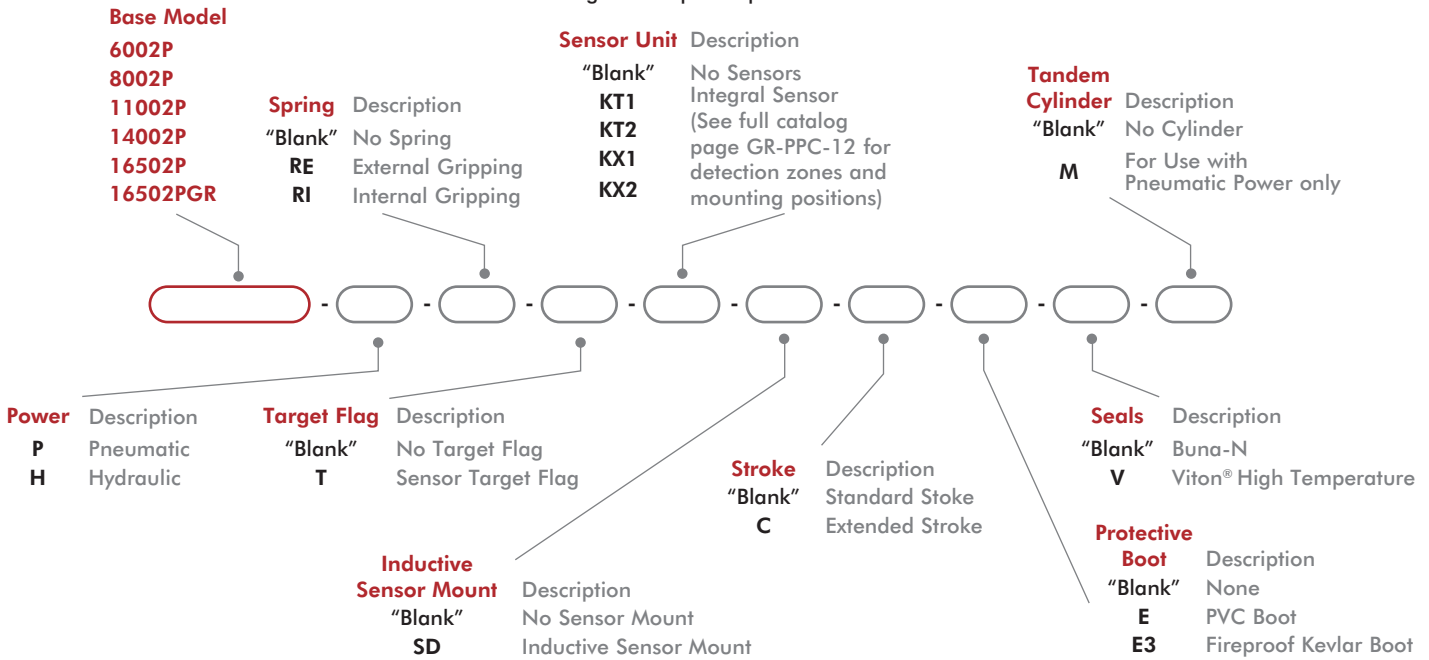 Base Model
6002P
8002P
11002P
14002P
16502P
16502PGR
Spring Description
"Blank" No Spring
RE External Gripping
RI Internal Gripping
Sensor Unit Description
"Blank" No Sensors
KT1 Integral Sensor
KT2 (See full catalog
KX1 page GR-PPC-12 for
KX2 detection zones and
mounting positions)
Tandem
Cylinder Description
"Blank" No Cylinder
M For Use with
Pneumatic Power only
- - - - - - - - -
Power Description
P Pneumatic
H Hydraulic
Target Flag Description
"Blank" No Target Flag
T Sensor Target Flag
Inductive
Sensor Mount Description
"Blank" No Sensor Mount
SD Inductive Sensor Mount
Stroke Description
"Blank" Standard Stoke
C Extended Stroke
Protective
Boot Description
"Blank" None
E PVC Boot
E3 Fireproof Kevlar Boot
Seals Description
"Blank" Buna-N
V Viton® High Temperature